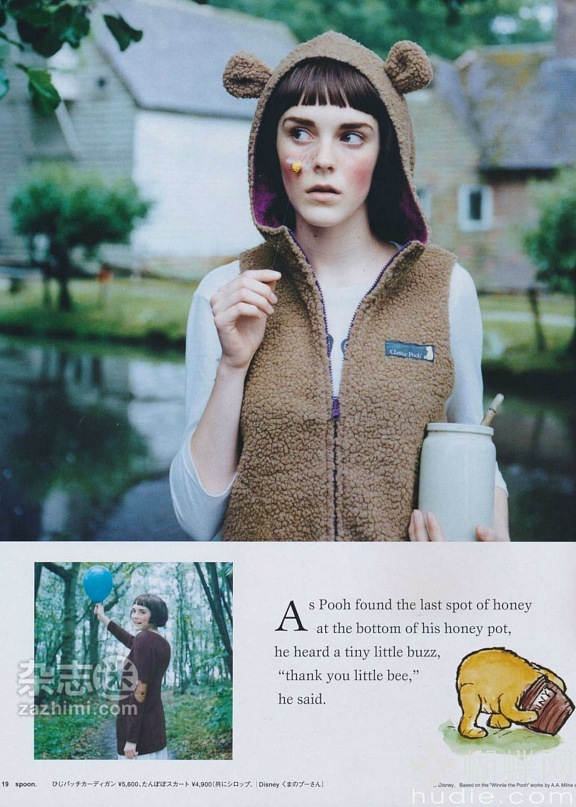 Classic Pooh
As Pooh found the last spot of honey
at the bottom of his honey pot,
he heard a tiny little buzz,
“thank you little bee,”
he said.
杂志迷
zazhimi.com
19 spoon. ひじパッチカーディガン ¥5,600、たんぽぽスカート ¥4,900（共にシロップ。｜Disney くまのプーさん）
Disney. Based on the "Winnie the Pooh" works by A.A. Milne
hudie.com